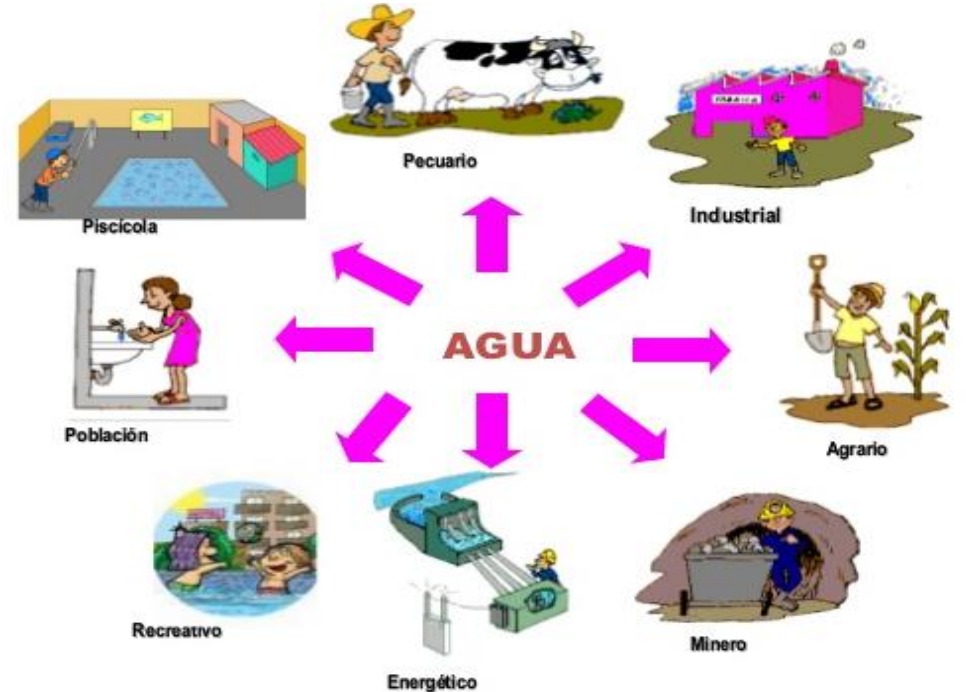 Pecuario
Industrial
Piscícola
AGUA
Población
Agrario
Recreativo
Minero
Energético